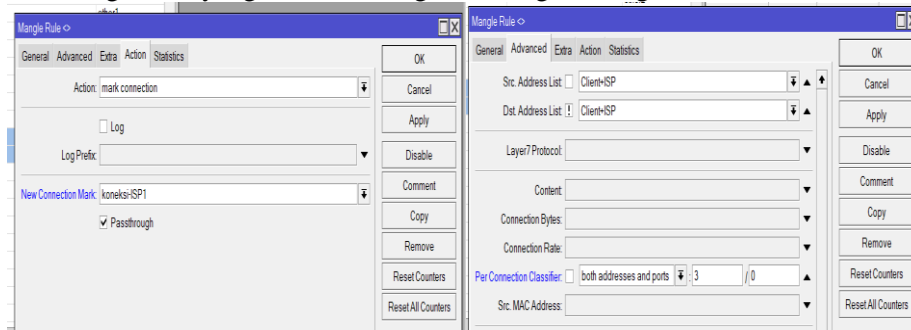 ether1
Mangle Rule <>
General Advanced Extra Action Statistics
Action: mark connection
Log
Log Prefix:
New Connection Mark: koneksi-ISP1
Passthrough
OK
Cancel
Apply
Disable
Comment
Copy
Remove
Reset Counters
Reset All Counters
Mangle Rule <>
General Advanced Extra Action Statistics
Src. Address List: Client+ISP
Dst. Address List: ! Client+ISP
Layer7 Protocol:
Content:
Connection Bytes:
Connection Rate:
Per Connection Classifier: both addresses and ports : 3 / 0
Src. MAC Address:
OK
Cancel
Apply
Disable
Comment
Copy
Remove
Reset Counters
Reset All Counters